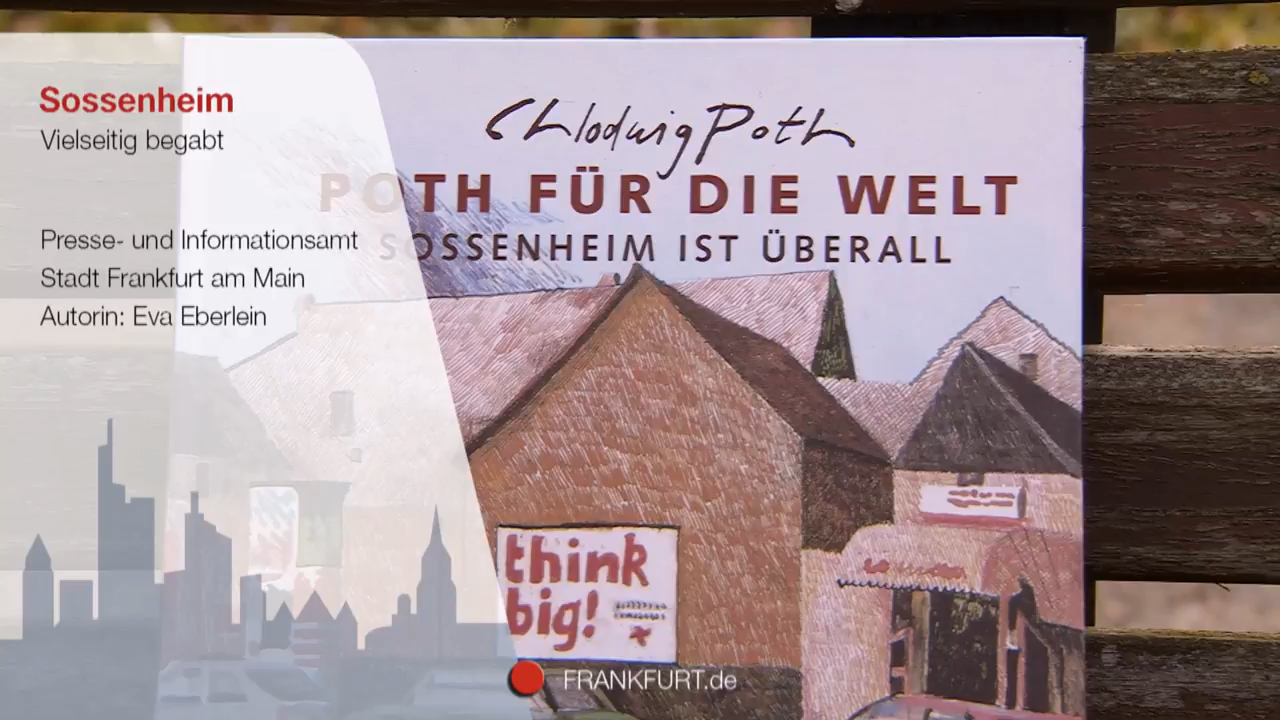 Sossenheim
Vielseitig begabt
Presse- und Informationsamt
Stadt Frankfurt am Main
Autorin: Eva Eberlein
Chlodwig Poth
POTH FÜR DIE WELT
SOSSENHEIM IST ÜBERALL
think
big!
FRANKFURT.de